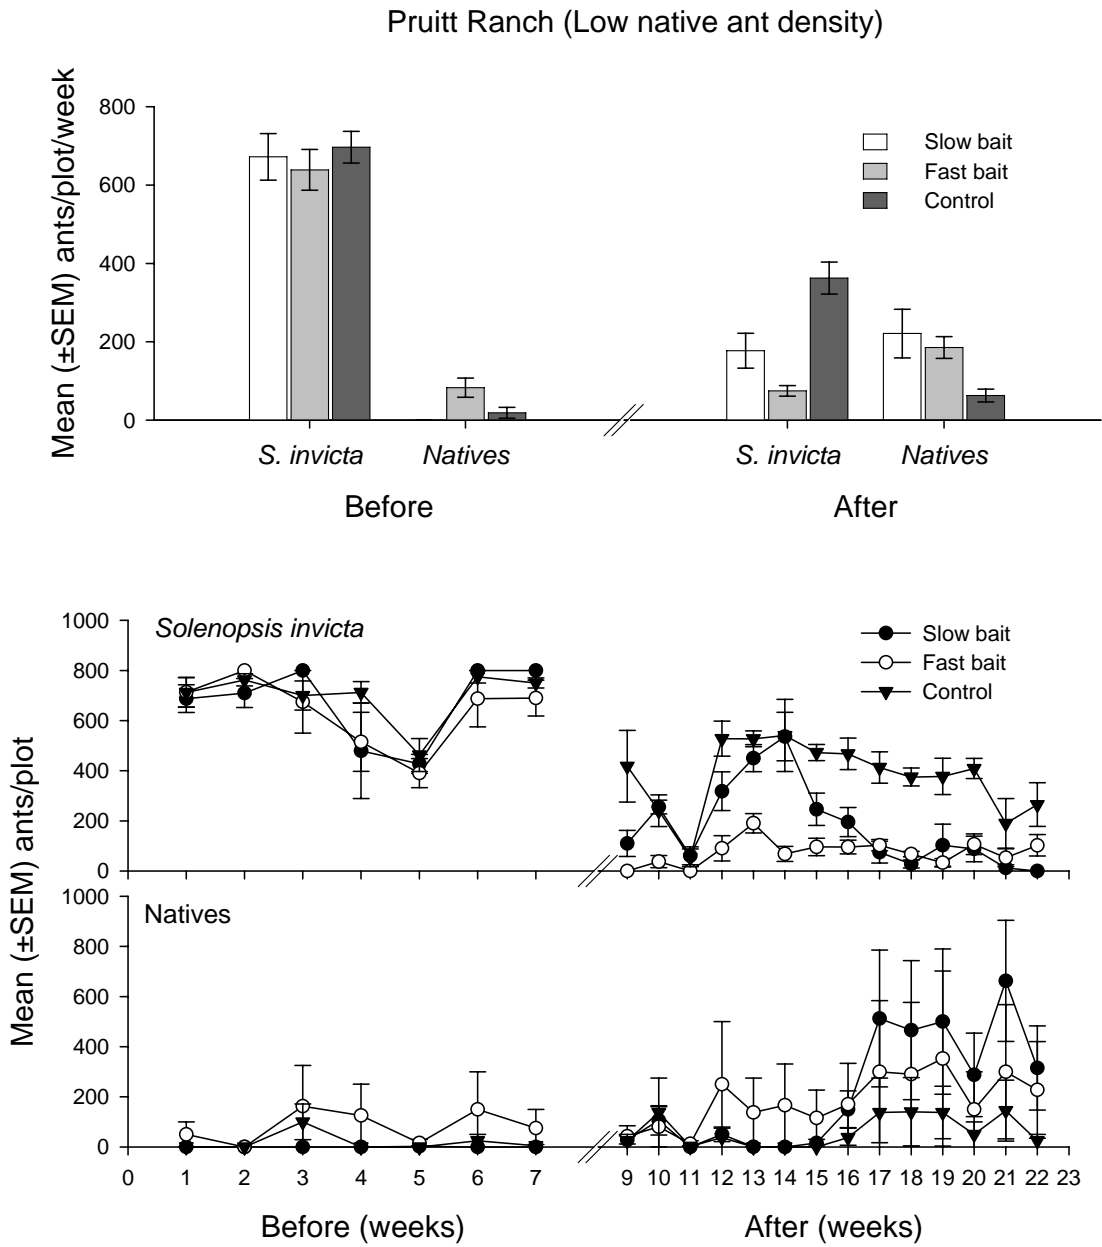 Pruitt Ranch (Low native ant density)
Mean (±SEM) ants/plot/week
800
600
400
200
0
Slow bait
Fast bait
Control
S. invicta
Natives
S. invicta
Natives
Before
After
Mean (±SEM) ants/plot
1000
800
600
400
200
0
Solenopsis invicta
Slow bait
Fast bait
Control
1000
800
600
400
200
0
Natives
0 1 2 3 4 5 6 7 9 10 11 12 13 14 15 16 17 18 19 20 21 22 23
Before (weeks)
After (weeks)